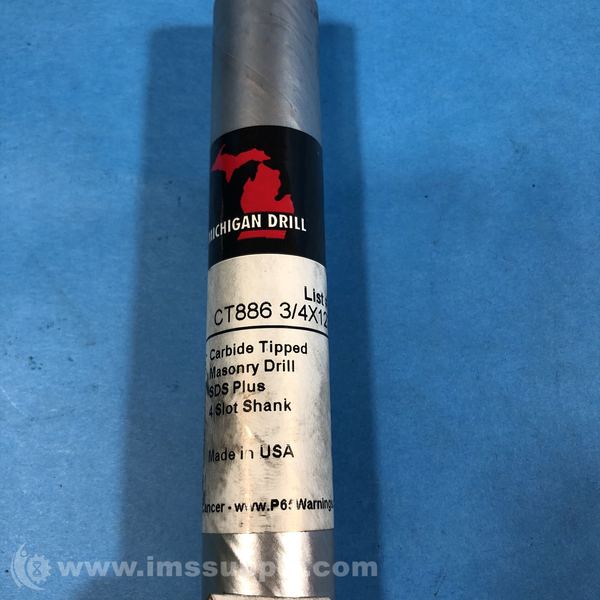 MICHIGAN DRILL
List
CT886 3/4X12
Carbide Tipped
Masonry Drill
SDS Plus
4 Slot Shank
Made in USA
Cancer - www.P65Warnings
www.imssupply.com